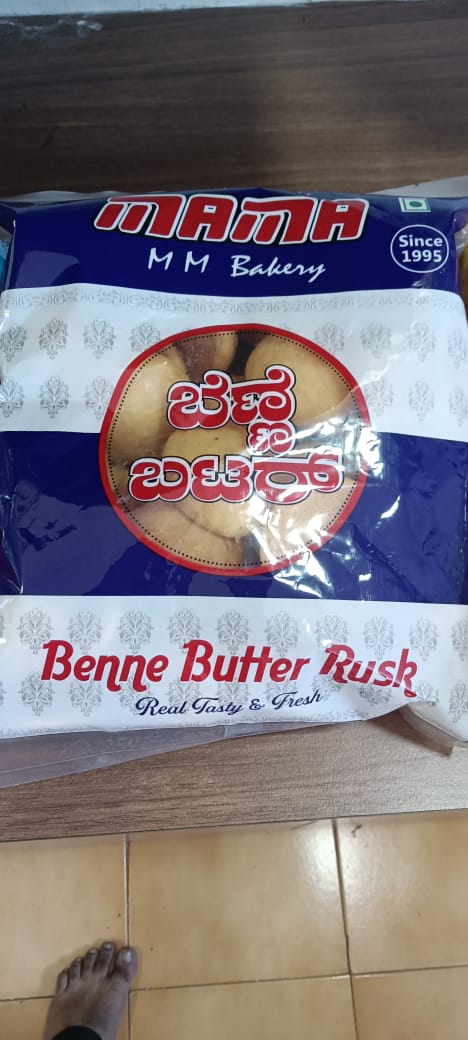 MAMA
M M Bakery
Since
1995
ಬೆಣ್ಣೆ
ಬಟರ್
Benne Butter Rusk
Real Tasty & Fresh